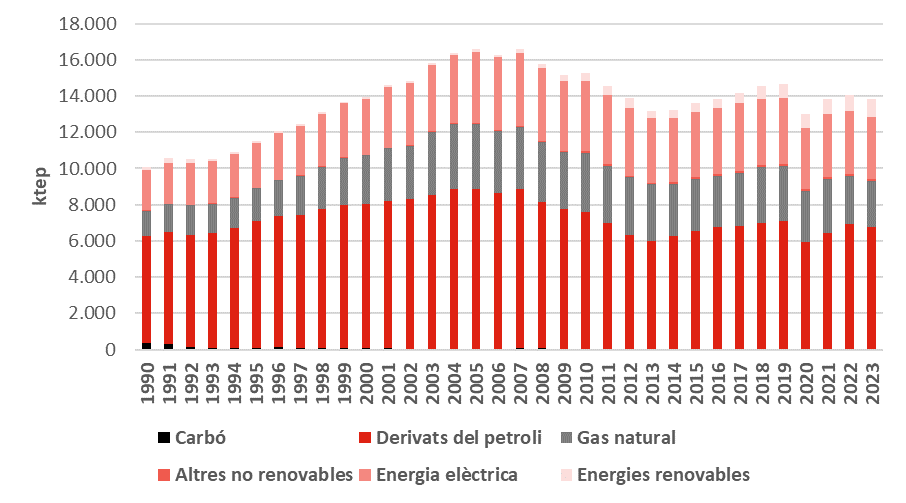 18.000
16.000
14.000
12.000
10.000
8.000
6.000
4.000
2.000
0
ktep
1990 1991 1992 1993 1994 1995 1996 1997 1998 1999 2000 2001 2002 2003 2004 2005 2006 2007 2008 2009 2010 2011 2012 2013 2014 2015 2016 2017 2018 2019 2020 2021 2022 2023
Carbó Derivats del petroli Gas natural
Altres no renovables Energia elèctrica Energies renovables